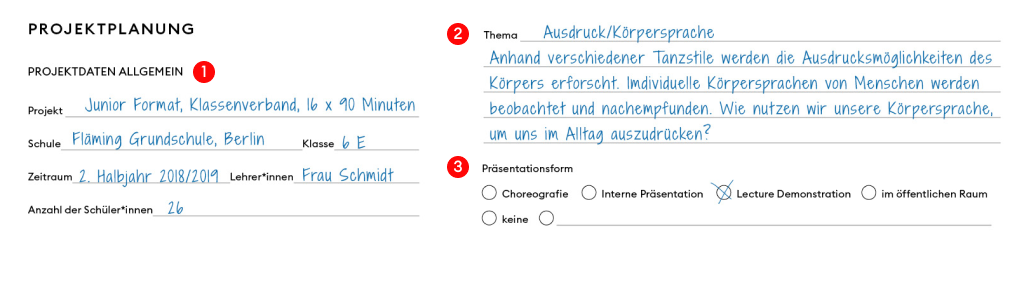 PROJEKTPLANUNG
PROJEKTDATEN ALLGEMEIN 1
Projekt Junior Format, Klassenverband, 16 x 90 Minuten
Schule Fläming Grundschule, Berlin Klasse 6 E
Zeitraum 2. Halbjahr 2018/2019 Lehrer*innen Frau Schmidt
Anzahl der Schüler*innen 26
2 Thema Ausdruck/Körpersprache
Anhand verschiedener Tanzstile werden die Ausdrucksmöglichkeiten des
Körpers erforscht. Imdividuelle Körpersprachen von Menschen werden
beobachtet und nachempfunden. Wie nutzen wir unsere Körpersprache,
um uns im Alltag auszudrücken?
3 Präsentationsform
Choreografie Interne Präsentation Lecture Demonstration im öffentlichen Raum
keine